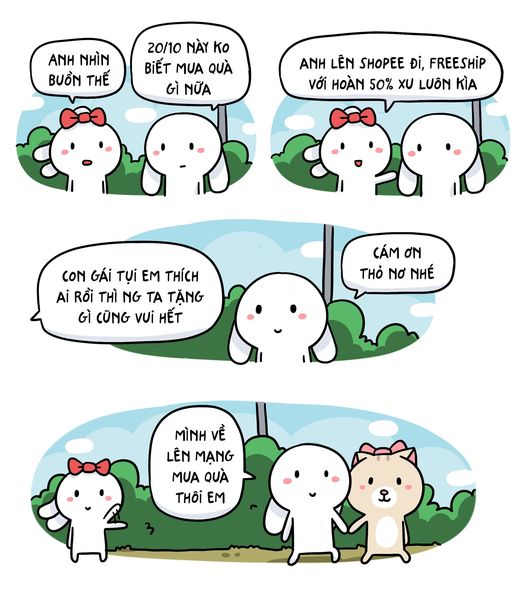 ANH NHÌN
BUỒN THẾ
20/10 NÀY KO
BIẾT MUA QUÀ
GÌ NỮA
ANH LÊN SHOPEE ĐI, FREESHIP
VỚI HOÀN 50% XU LUÔN KÌA
CON GÁI TỤI EM THÍCH
AI RỒI THÌ NG TA TẶNG
GÌ CŨNG VUI HẾT
CÁM ƠN
THỎ NƠ NHÉ
MÌNH VỀ
LÊN MẠNG
MUA QUÀ
THÔI EM